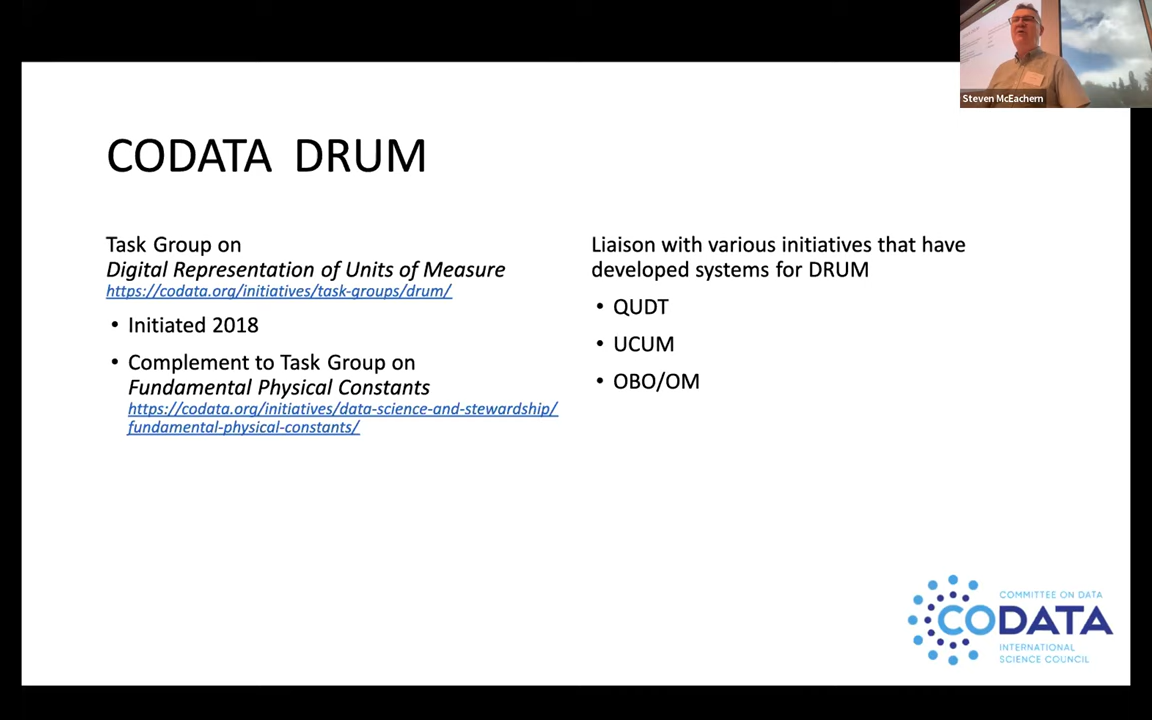 Steven McEachern
CODATA DRUM
Task Group on
Digital Representation of Units of Measure
https://codata.org/initiatives/task-groups/drum/
• Initiated 2018
• Complement to Task Group on
Fundamental Physical Constants
https://codata.org/initiatives/data-science-and-stewardship/
fundamental-physical-constants/
Liaison with various initiatives that have
developed systems for DRUM
• QUDT
• UCUM
• OBO/OM
COMMITTEE ON DATA
CODATA
INTERNATIONAL
SCIENCE COUNCIL